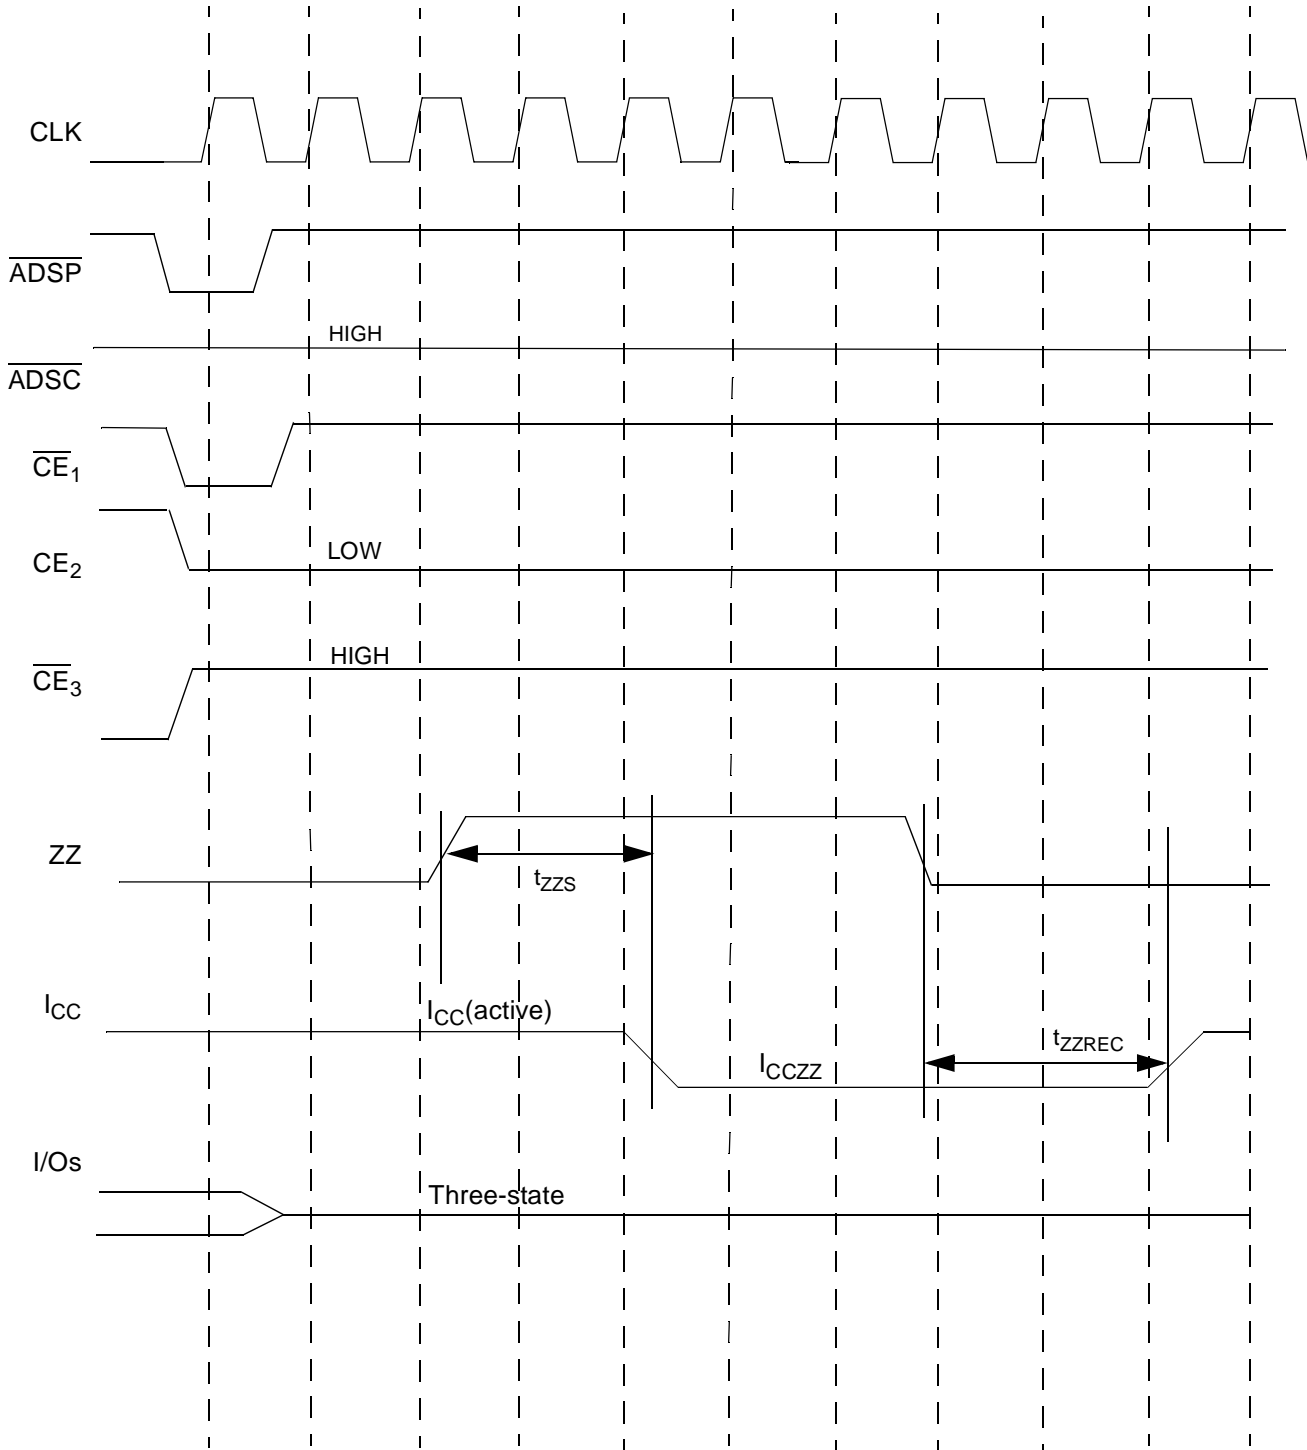 CLK
ADSP
HIGH
ADSC
CE1
LOW
CE2
HIGH
CE3
ZZ
tZZS
ICC
ICC(active)
tZZREC
ICCZZ
I/Os
Three-state